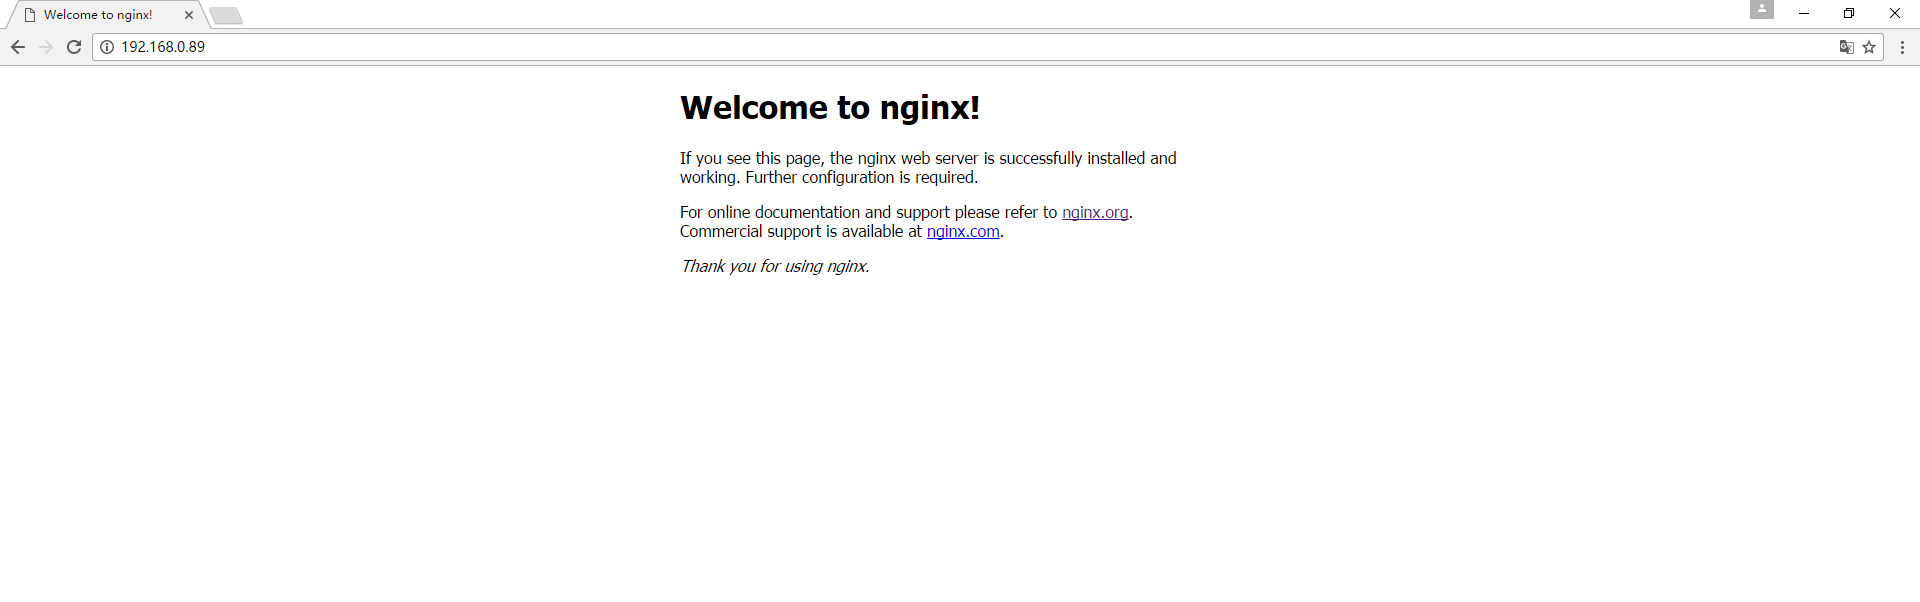 Welcome to nginx!
192.168.0.89
Welcome to nginx!
If you see this page, the nginx web server is successfully installed and
working. Further configuration is required.
For online documentation and support please refer to nginx.org.
Commercial support is available at nginx.com.
Thank you for using nginx.